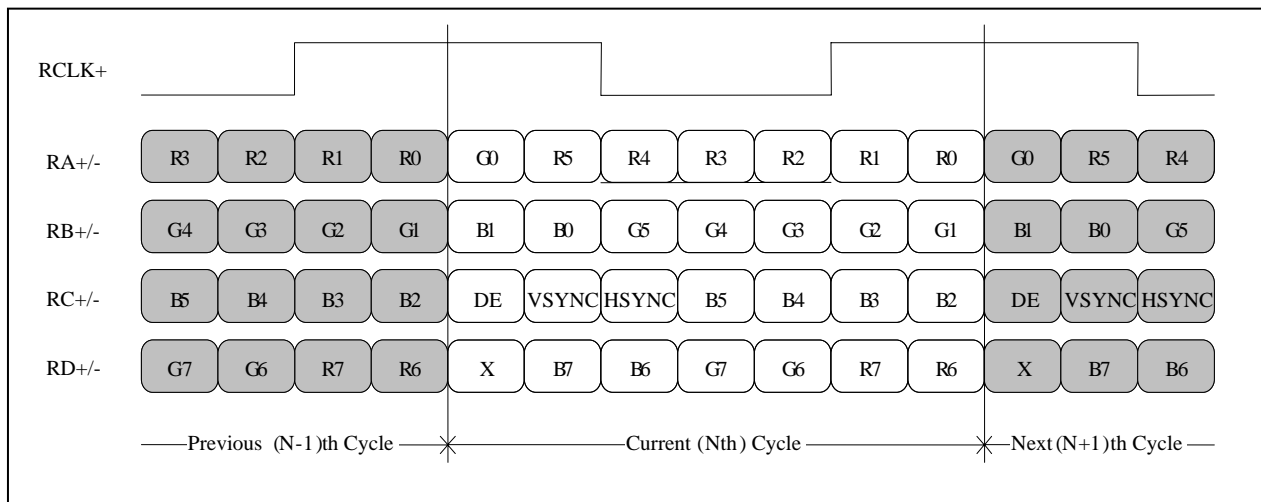 RCLK+
RA+/- R3 R2 R1 R0 G0 R5 R4 R3 R2 R1 R0 G0 R5 R4
RB+/- G4 G3 G2 G1 B1 B0 G5 G4 G3 G2 G1 B1 B0 G5
RC+/- B5 B4 B3 B2 DE VSYNC HSYNC B5 B4 B3 B2 DE VSYNC HSYNC
RD+/- G7 G6 R7 R6 X B7 B6 G7 G6 R7 R6 X B7 B6
Previous (N-1)th Cycle Current (Nth) Cycle Next (N+1)th Cycle